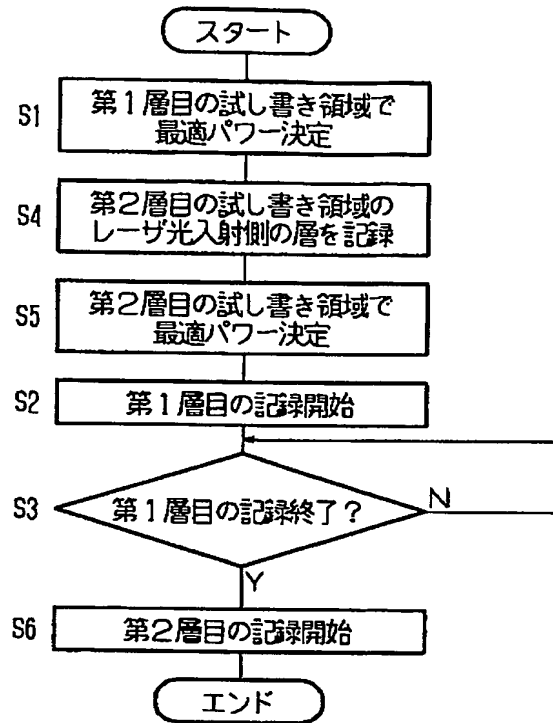 スタート
S1
第1層目の試し書き領域で
最適パワー決定
S4
第2層目の試し書き領域の
レーザ光入射側の層を記録
S5
第2層目の試し書き領域で
最適パワー決定
S2
第1層目の記録開始
S3
第1層目の記録終了？
N
Y
S6
第2層目の記録開始
エンド